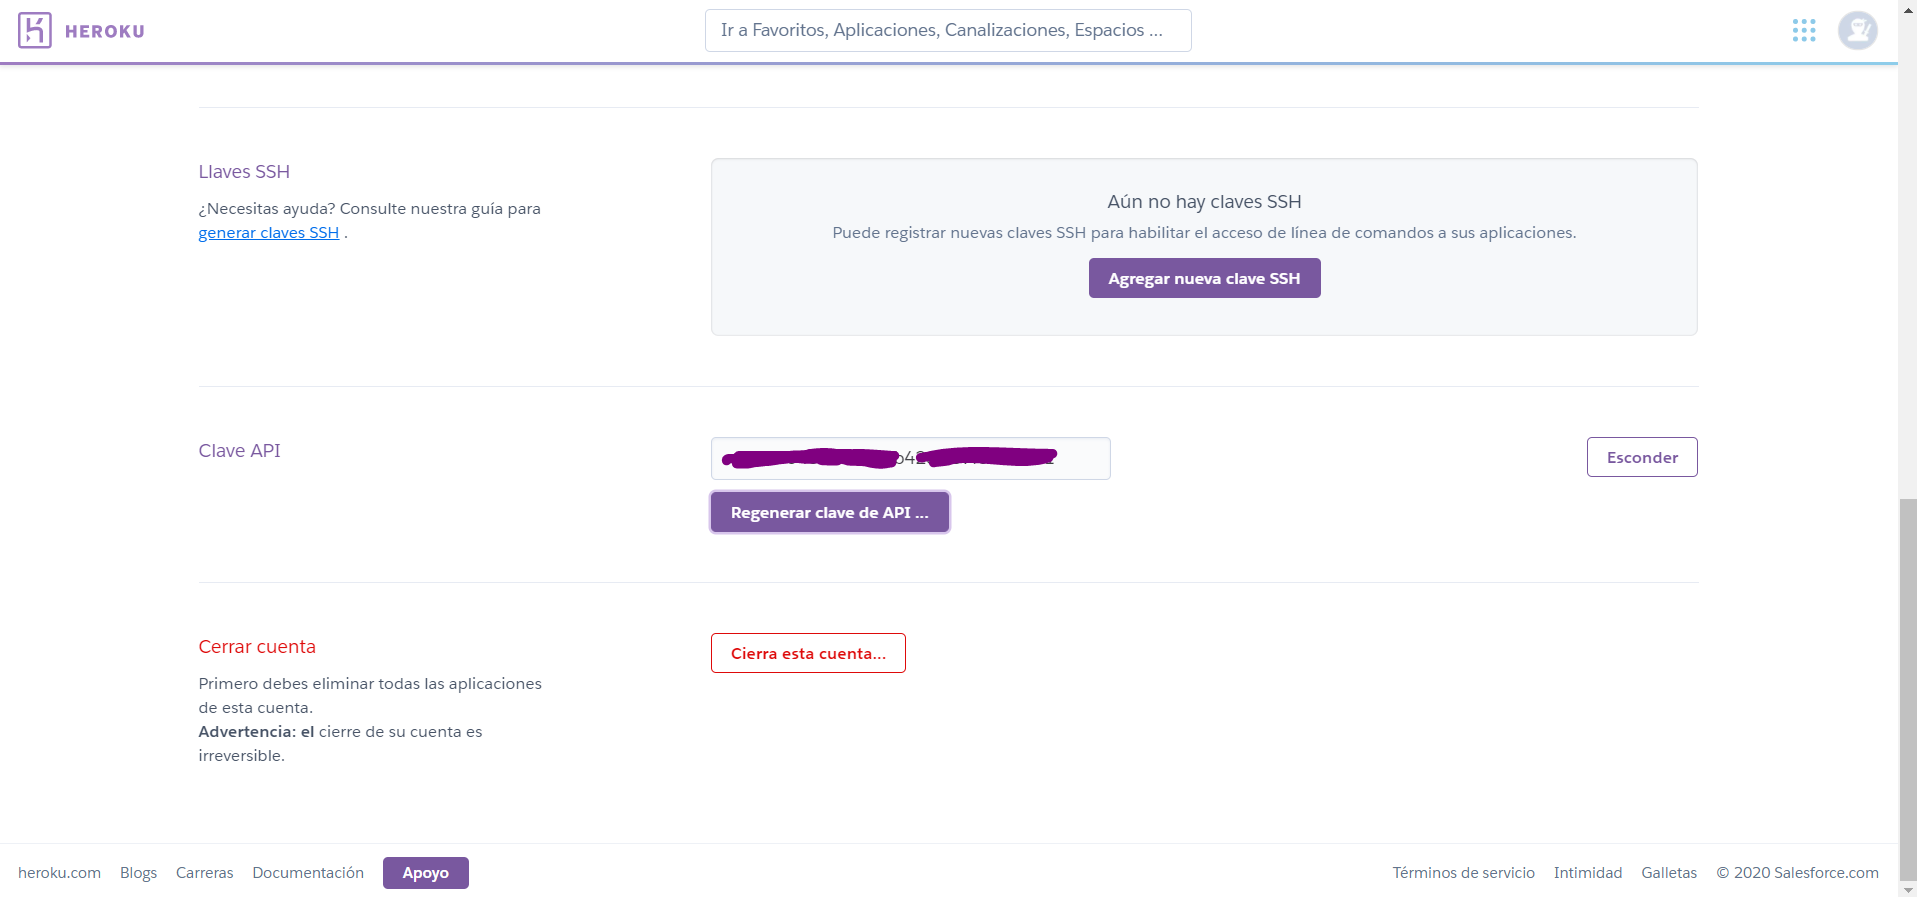 HEROKU
Ir a Favoritos, Aplicaciones, Canalizaciones, Espacios ...
Llaves SSH
¿Necesitas ayuda? Consulte nuestra guía para
generar claves SSH .
Aún no hay claves SSH
Puede registrar nuevas claves SSH para habilitar el acceso de línea de comandos a sus aplicaciones.
Agregar nueva clave SSH
Clave API
Esconder
Regenerar clave de API ...
Cerrar cuenta
Primero debes eliminar todas las aplicaciones
de esta cuenta.
Advertencia: el cierre de su cuenta es
irreversible.
Cierra esta cuenta...
heroku.com Blogs Carreras Documentación Apoyo
Términos de servicio Intimidad Galletas © 2020 Salesforce.com